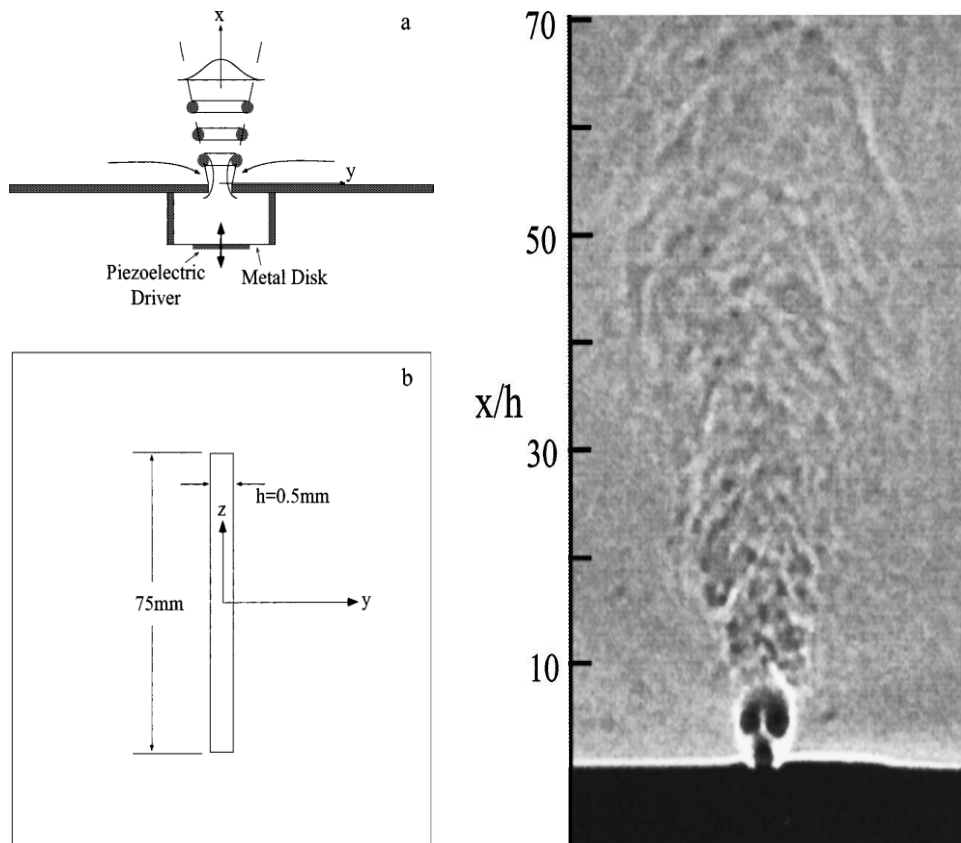 x
a
y
Piezoelectric
Driver
Metal Disk
b
h=0.5mm
z
75mm
y
70
50
x/h
30
10